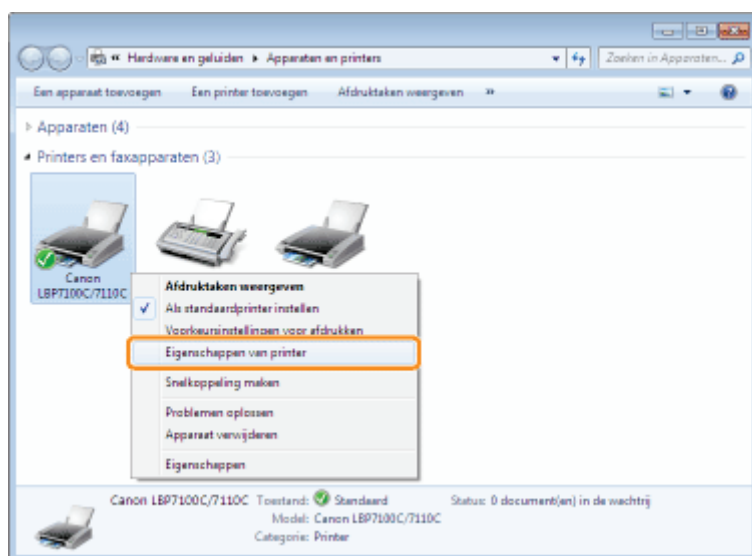 « Hardware en geluiden ▸ Apparaten en printers
Zoeken in Apparaten...
Een apparaat toevoegen Een printer toevoegen Afdruktaken weergeven »
Apparaten (4)
Printers en faxapparaten (3)
Canon
LBP7100C/7110C
Afdruktaken weergeven
Als standaardprinter instellen
Voorkeursinstellingen voor afdrukken
Eigenschappen van printer
Snelkoppeling maken
Problemen oplossen
Apparaat verwijderen
Eigenschappen
Canon LBP7100C/7110C Toestand: Standaard Status: 0 document(en) in de wachtrij
Model: Canon LBP7100C/7110C
Categorie: Printer